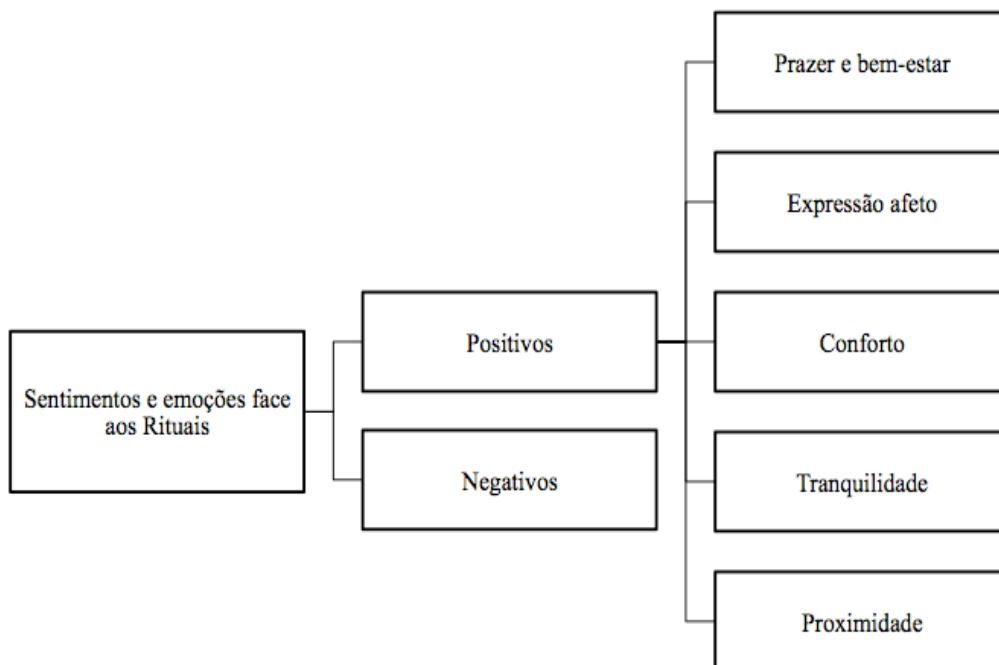 Sentimentos e emoções face
aos Rituais
Positivos
Negativos
Prazer e bem-estar
Expressão afeto
Conforto
Tranquilidade
Proximidade